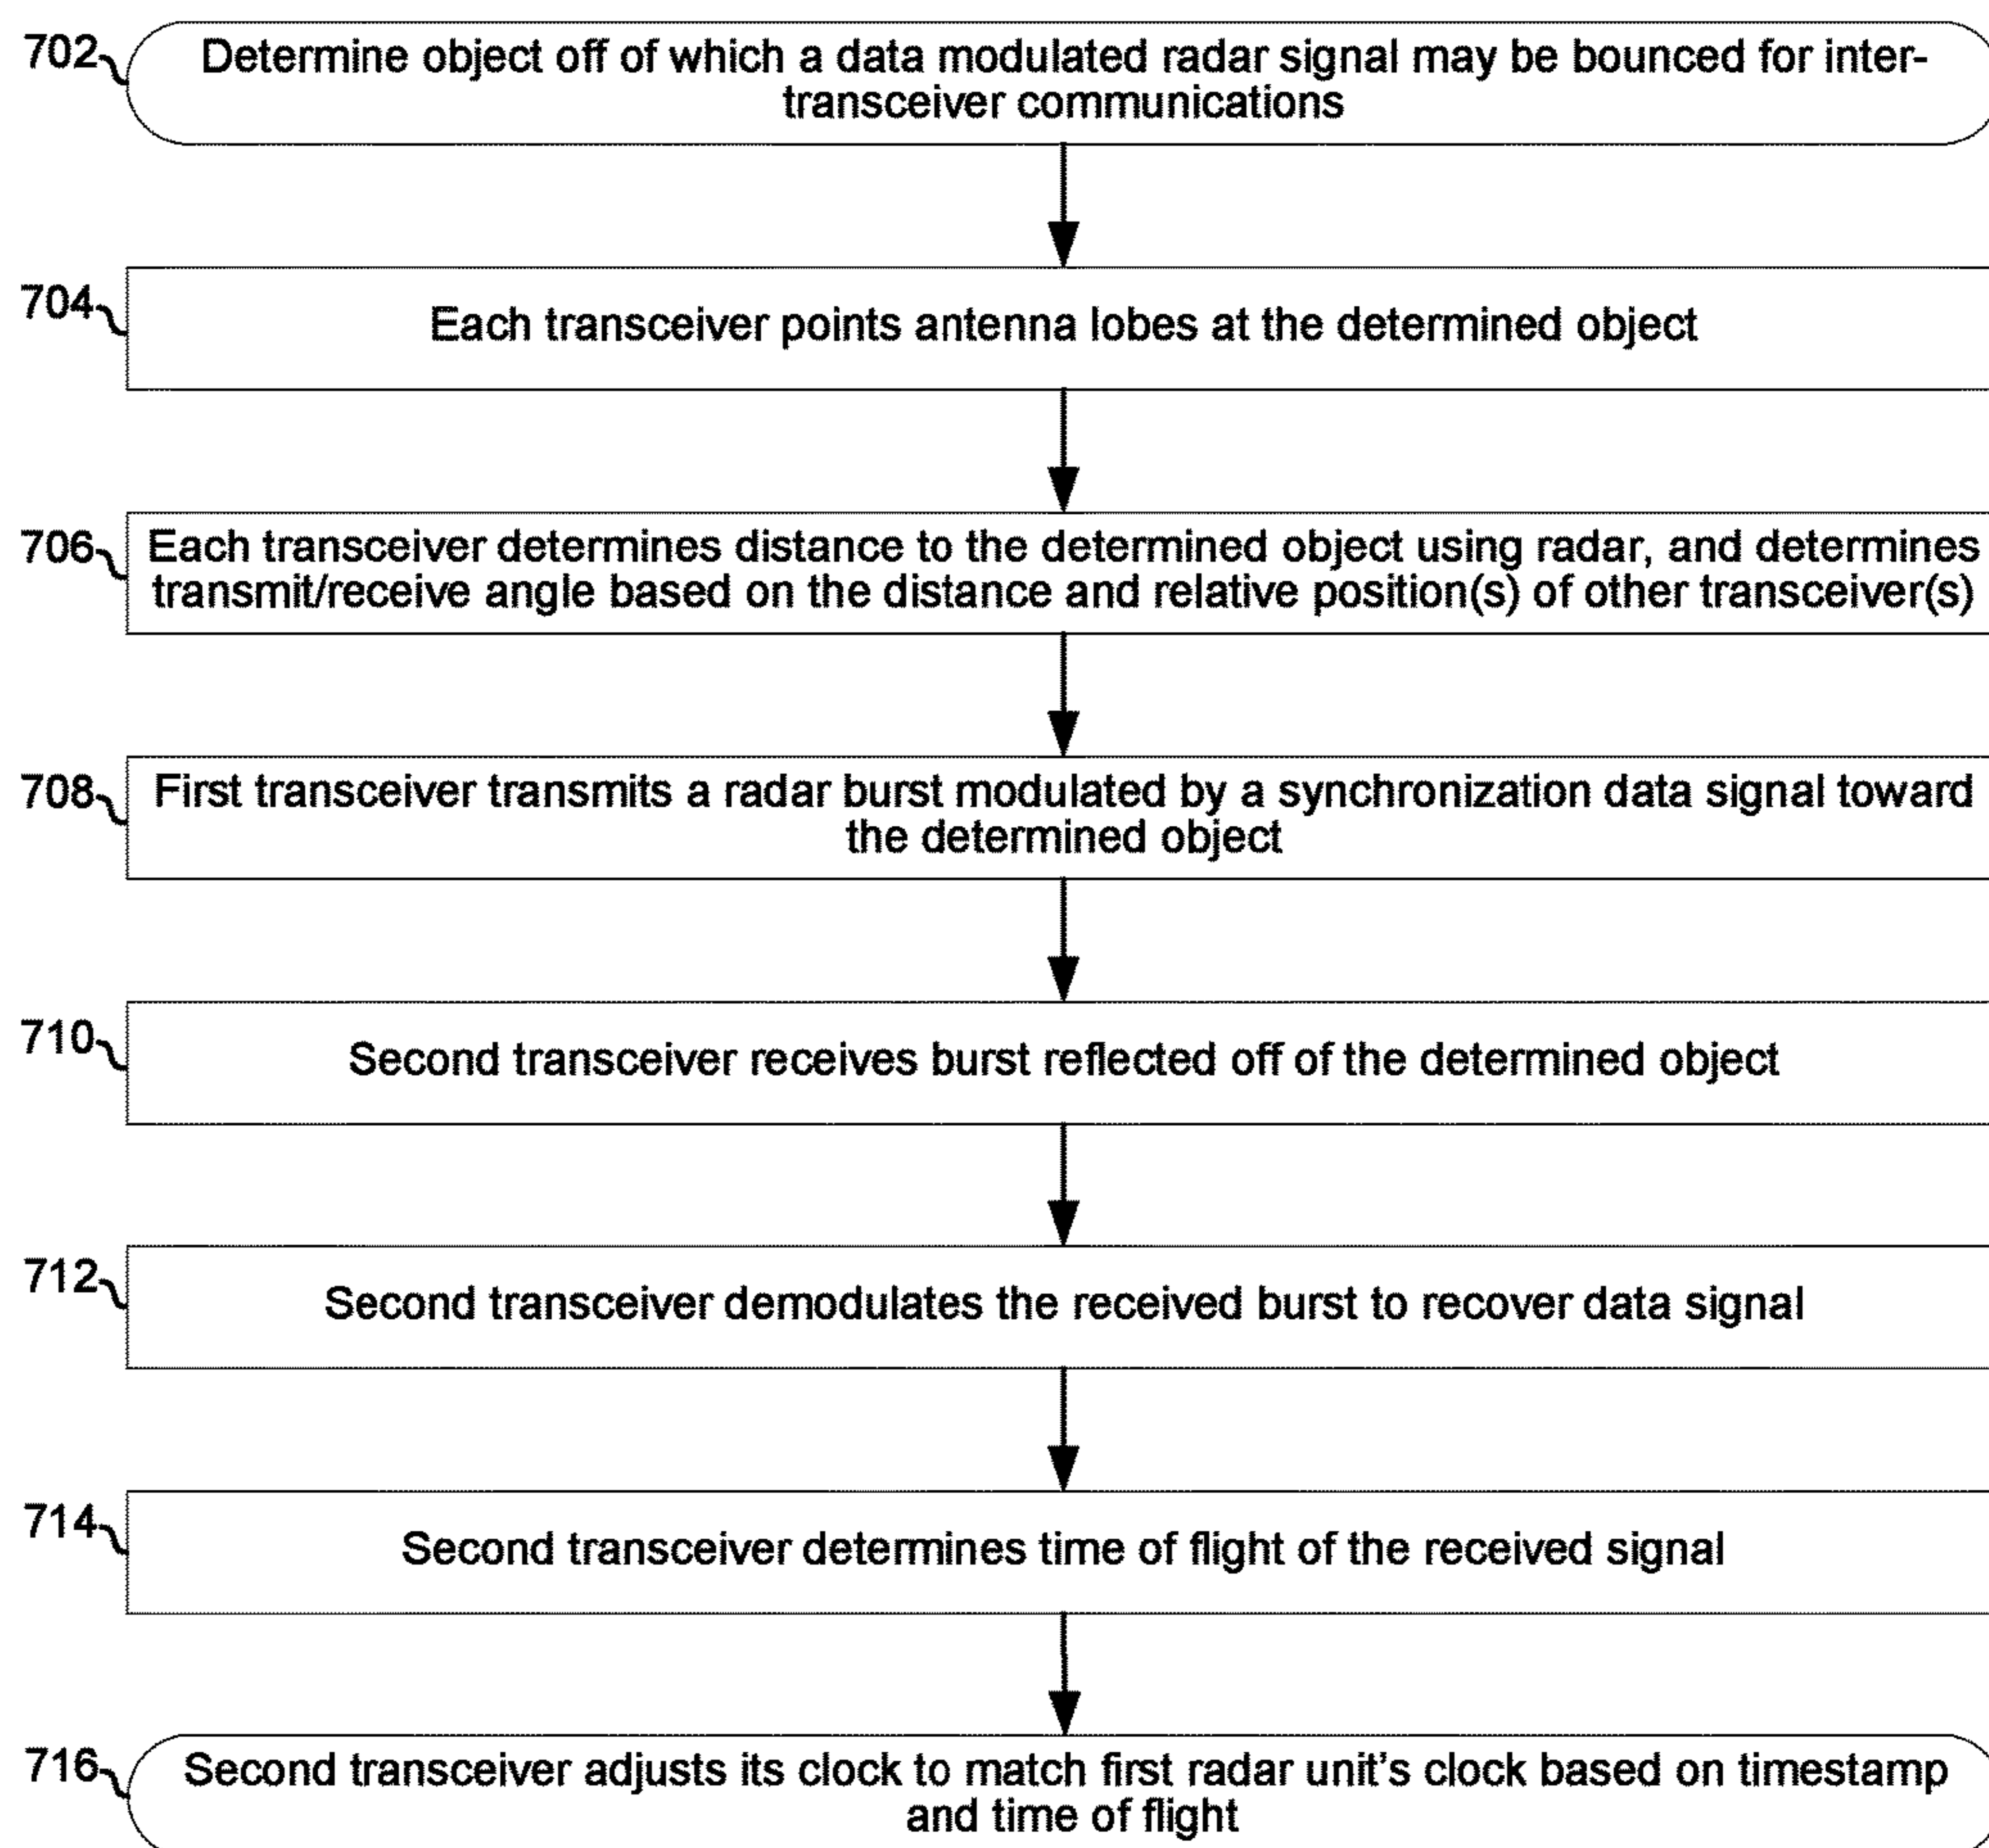 702
Determine object off of which a data modulated radar signal may be bounced for inter-
transceiver communications
704
Each transceiver points antenna lobes at the determined object
706
Each transceiver determines distance to the determined object using radar, and determines
transmit/receive angle based on the distance and relative position(s) of other transceiver(s)
708
First transceiver transmits a radar burst modulated by a synchronization data signal toward
the determined object
710
Second transceiver receives burst reflected off of the determined object
712
Second transceiver demodulates the received burst to recover data signal
714
Second transceiver determines time of flight of the received signal
716
Second transceiver adjusts its clock to match first radar unit's clock based on timestamp
and time of flight